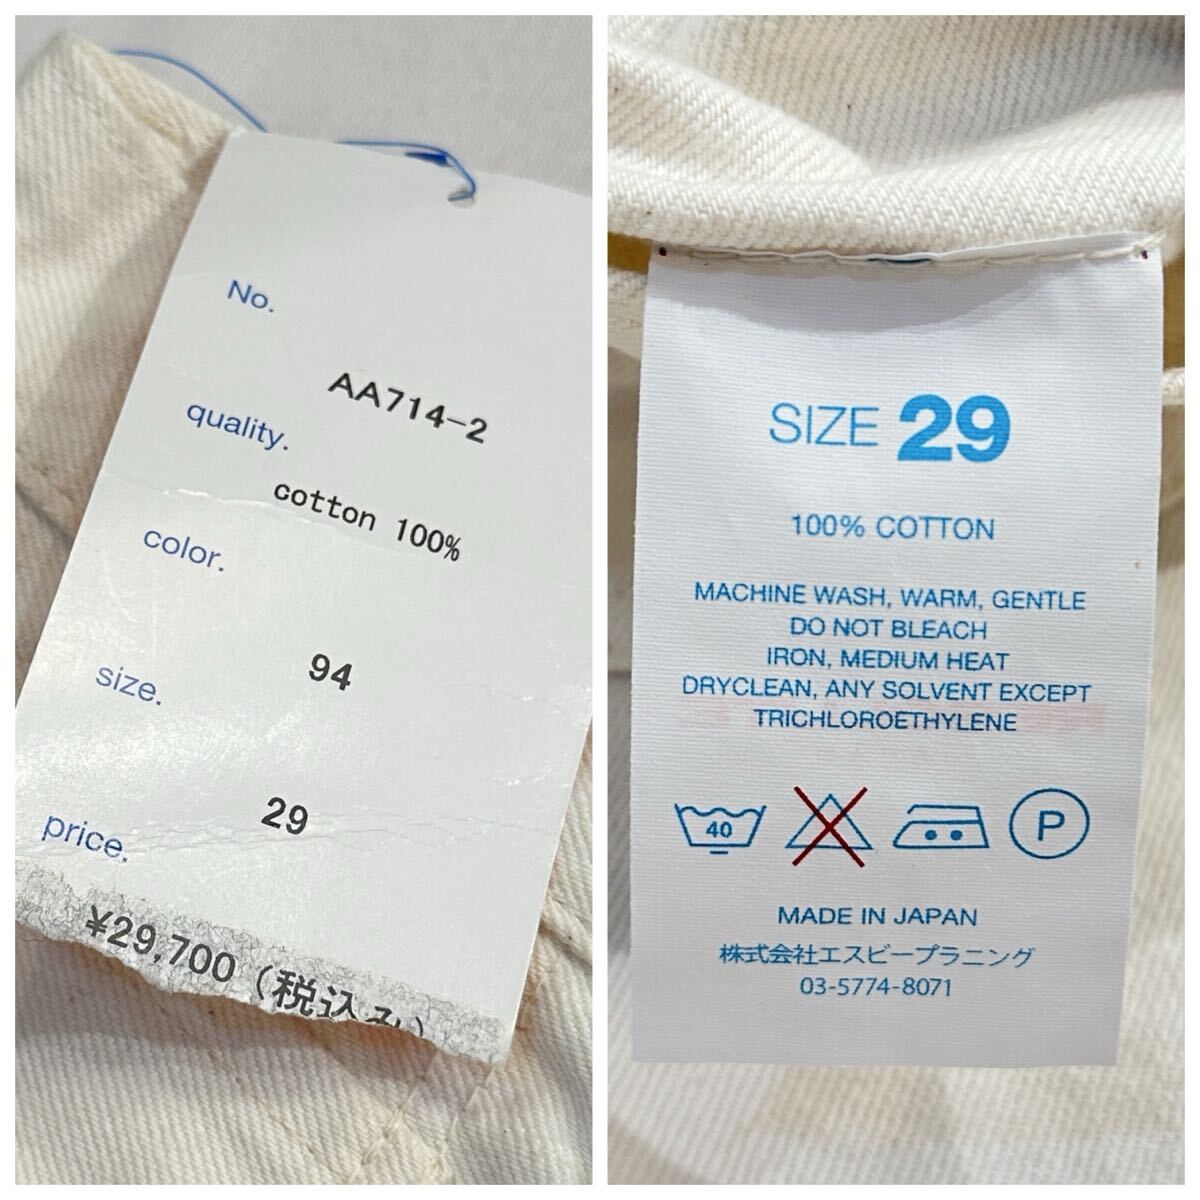 No.
AA714-2
quality.
cotton 100%
color.
94
size.
29
price.
¥29,700 (税込み)
SIZE 29
100% COTTON
MACHINE WASH, WARM, GENTLE
DO NOT BLEACH
IRON, MEDIUM HEAT
DRYCLEAN, ANY SOLVENT EXCEPT
TRICHLOROETHYLENE
40
P
MADE IN JAPAN
株式会社エスビープラニング
03-5774-8071